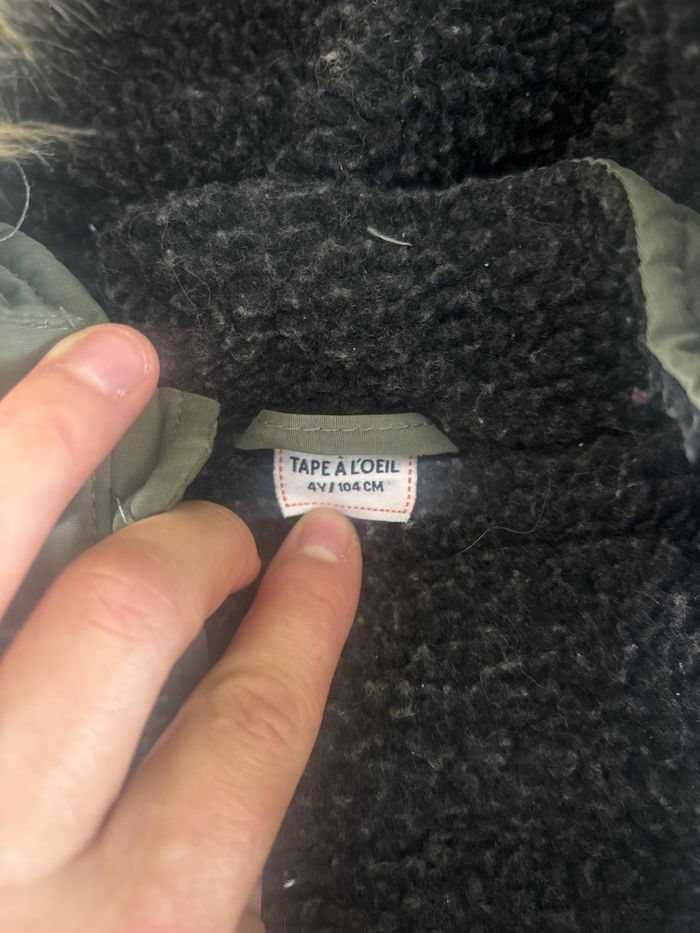 TAPE À L'OEIL
4Y / 104 CM